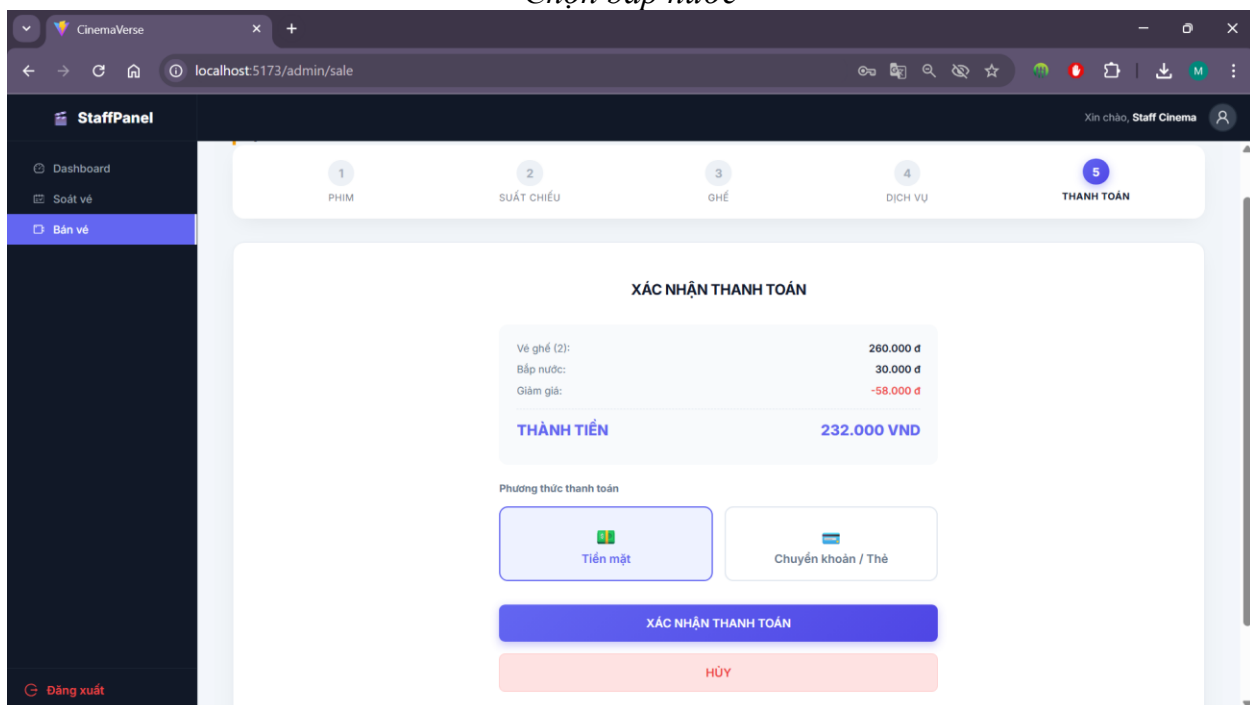 Chọn bắp nước
CinemaVerse
localhost:5173/admin/sale
M
StaffPanel
Xin chào, Staff Cinema
Dashboard
Soát vé
Bán vé
1
2
3
4
5
PHIM
SUẤT CHIẾU
GHẾ
DỊCH VỤ
THANH TOÁN
XÁC NHẬN THANH TOÁN
Vé ghế (2): 260.000 đ
Bắp nước: 30.000 đ
Giảm giá: -58.000 đ
THÀNH TIỀN 232.000 VND
Phương thức thanh toán
Tiền mặt
Chuyển khoản / Thẻ
XÁC NHẬN THANH TOÁN
HỦY
Đăng xuất